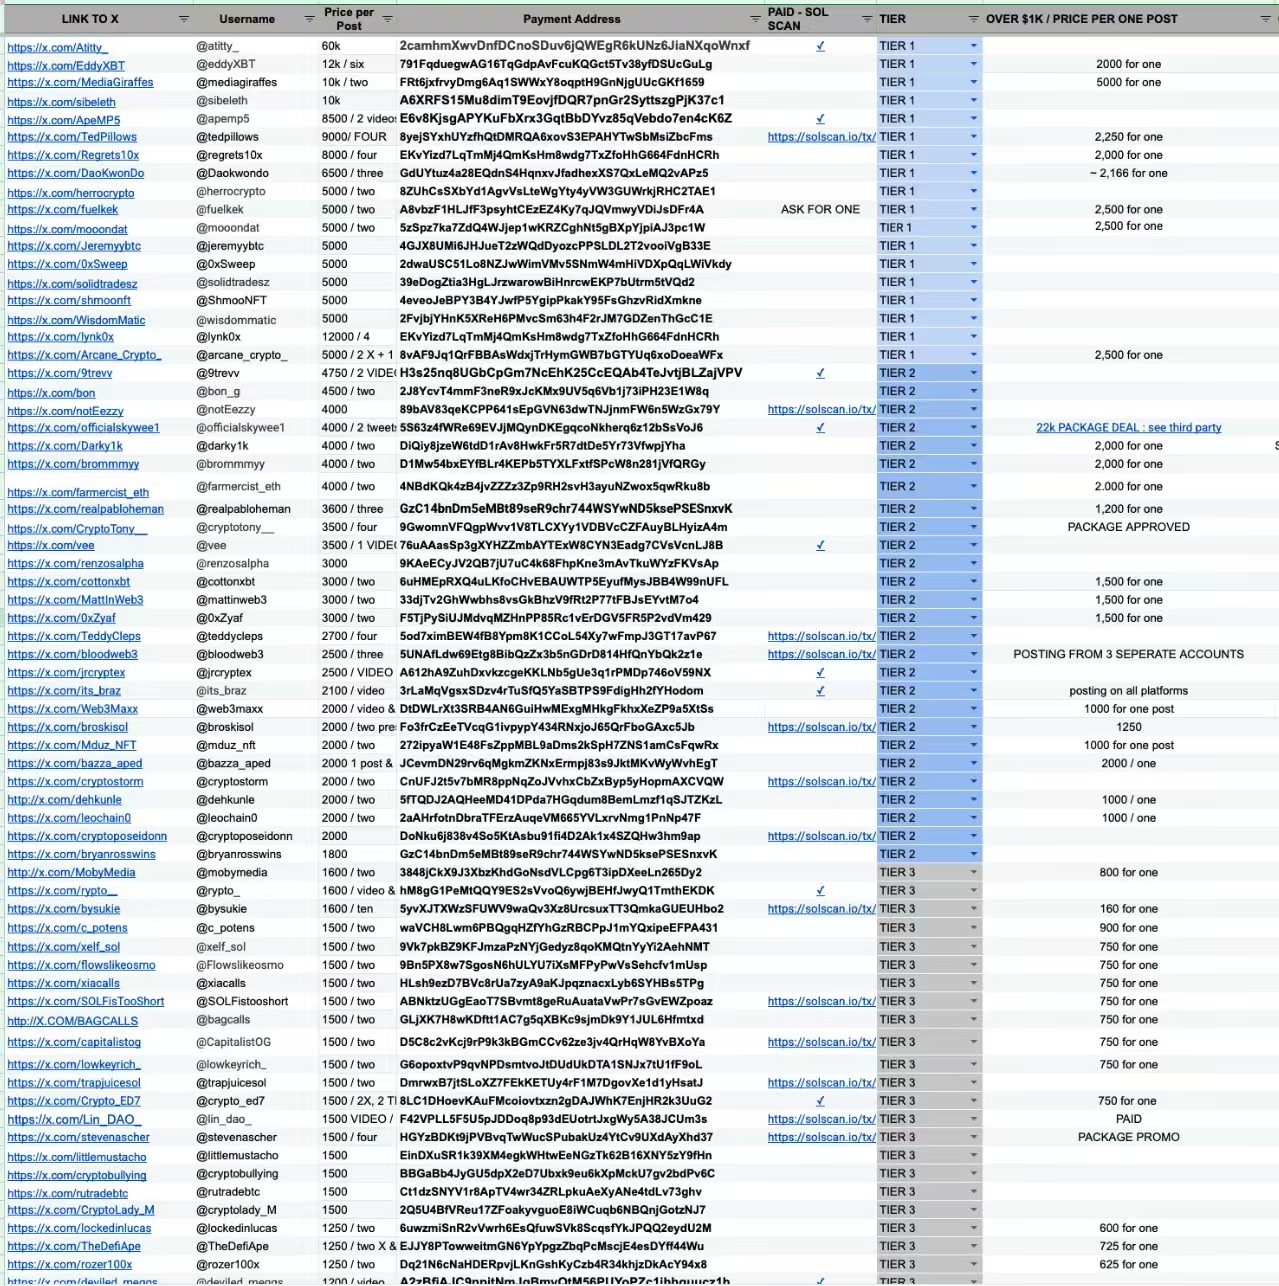 LINK TO X Username Price per Post Payment Address PAID - SOL SCAN TIER OVER $1K / PRICE PER ONE POST
https://x.com/Atitty_ @atitty_ 60k 2camhmXwvDnfDCnoSDuv6jQWEgR6kUNz6JiaNXqoWnxf ✓ TIER 1
https://x.com/EddyXBT @eddyXBT 12k / six 791FqduegwAG16TqGdpAvFcuKQGct5Tv38yfDSUcGuLg TIER 1 2000 for one
https://x.com/MediaGiraffes @mediagiraffes 10k / two FRt6jxfrvyDmg6Aq1SWWxY8oqptH9GnNjgUUcGKf1659 TIER 1 5000 for one
https://x.com/sibeleth @sibeleth 10k A6XRFS15Mu8dimT9EovjfDQR7pnGr2SyttszgPjK37c1 TIER 1
https://x.com/ApeMP5 @apemp5 8500 / 2 videos E6v8KjsgAPYKuFbXrx3GqtBbDYvz85qVebdo7en4cK6Z ✓ TIER 1
https://x.com/TedPillows @tedpillows 9000/ FOUR 8yejSYxhUYzfhQtDMRQA6xovS3EPAHYTwSbMsiZbcFms https://solscan.io/tx/ TIER 1 2,250 for one
https://x.com/Regrets10x @regrets10x 8000 / four EKvYizd7LqTmMj4QmKsHm8wdg7TxZfoHhG664FdnHCRh TIER 1 2,000 for one
https://x.com/DaoKwonDo @Daokwondo 6500 / three GdUYtuz4a28EQdnS4HqnxvJfadhexXS7QxLeMQ2vAPz5 TIER 1 ~ 2,166 for one
https://x.com/herrocrypto @herrocrypto 5000 / two 8ZUhCsSXbYd1AgvVsLteWgYty4yVW3GUWrkjRHC2TAE1 TIER 1
https://x.com/fuelkek @fuelkek 5000 / two A8vbzF1HLJfF3psyhtCEzEZ4Ky7qJQVmwyVDiJsDFr4A ASK FOR ONE TIER 1 2,500 for one
https://x.com/mooondat @mooondat 5000 / two 5zSpz7ka7ZdQ4WJjep1wKRZCghNt5gBXpYjpiAJ3pc1W TIER 1 2,500 for one
https://x.com/Jeremyybtc @jeremyybtc 5000 4GJX8UMi6JHJueT2zWQdDyozcPPSLDL2T2vooiVgB33E TIER 1
https://x.com/0xSweep @0xSweep 5000 2dwaUSC51Lo8NZJwWimVMv5SNmW4mHiVDXpQqLWiVkdy TIER 1
https://x.com/solidtradesz @solidtradesz 5000 39eDogZtia3HgLJrzwarowBiHnrcwEKP7bUtrm5tVQd2 TIER 1
https://x.com/shmoonft @ShmooNFT 5000 4eveoJeBPY3B4YJwfP5YgipPkakY95FsGhzvRidXmkne TIER 1
https://x.com/WisdomMatic @wisdommatic 5000 2FvjbjYHnK5XReH6PMvcSm63h4F2rJM7GDZenThGcC1E TIER 1
https://x.com/lynk0x @lynk0x 12000 / 4 EKvYizd7LqTmMj4QmKsHm8wdg7TxZfoHhG664FdnHCRh TIER 1
https://x.com/Arcane_Crypto_ @arcane_crypto_ 5000 / 2 X + 1 8vAF9Jq1QrFBBAsWdxjTrHymGWB7bGTYUq6xoDoeaWFx TIER 1 2,500 for one
https://x.com/9trevv @9trevv 4750 / 2 VIDEO H3s25nq8UGbCpGm7NcEhK25CcEQAb4TeJvtjBLZajVPV ✓ TIER 2
https://x.com/bon @bon_g 4500 / two 2J8YcvT4mmF3neR9xJcKMx9UV5q6Vb1j73iPH23E1W8q TIER 2
https://x.com/notEezzy @notEezzy 4000 89bAV83qeKCPP641sEpGVN63dwTNJjnmFW6n5WzGx79Y https://solscan.io/tx/ TIER 2
https://x.com/officialskywee1 @officialskywee1 4000 / 2 tweets 5S63z4fWRe69EVJjMQynDKEgqcoNkherq6z12bSsVoJ6 ✓ TIER 2 22k PACKAGE DEAL : see third party
https://x.com/Darky1k @darky1k 4000 / two DiQiy8jzeW6tdD1rAv8HwkFr5R7dtDe5Yr73VfwpjYha TIER 2 2,000 for one
https://x.com/brommmyy @brommmyy 4000 / two D1Mw54bxEYfBLr4KEPb5TYXLFxtfSPcW8n281jVfQRGy TIER 2 2,000 for one
https://x.com/farmercist_eth @farmercist_eth 4000 / two 4NBdKQk4zB4jvZZZz3Zp9RH2svH3ayuNZwox5qwRku8b TIER 2 2.000 for one
https://x.com/realpabloheman @realpabloheman 3600 / three GzC14bnDm5eMBt89seR9chr744WSYwND5ksePSESnxvK TIER 2 1,200 for one
https://x.com/CryptoTony__ @cryptotony__ 3500 / four 9GwomnVFQgpWvv1V8TLCXYy1VDBVcCZFAuyBLHyizA4m TIER 2 PACKAGE APPROVED
https://x.com/vee @vee 3500 / 1 VIDEO 76uAAasSp3gXYHZZmbAYTExW8CYN3Eadg7CVsVcnLJ8B ✓ TIER 2
https://x.com/renzosalpha @renzosalpha 3000 9KAeECyJV2QB7jU7uC4k68FhpKne3mAvTkuWYzFKVsAp TIER 2
https://x.com/cottonxbt @cottonxbt 3000 / two 6uHMEpRXQ4uLKfoCHvEBAUWTP5EyufMysJBB4W99nUFL TIER 2 1,500 for one
https://x.com/MattInWeb3 @mattinweb3 3000 / two 33djTv2GhWwbhs8vsGkBhzV9fRt2P77tFBJsEYvtM7o4 TIER 2 1,500 for one
https://x.com/0xZyaf @0xZyaf 3000 / two F5TjPySiUJMdvqMZHnPP85Rc1vErDGV5FR5P2vdVm429 TIER 2 1,500 for one
https://x.com/TeddyCleps @teddycleps 2700 / four 5od7ximBEW4fB8Ypm8K1CCoL54Xy7wFmpJ3GT17avP67 https://solscan.io/tx/ TIER 2
https://x.com/bloodweb3 @bloodweb3 2500 / three 5UNAfLdw69Etg8BibQzZx3b5nGDrD814HfQnYbQk2z1e https://solscan.io/tx/ TIER 2 POSTING FROM 3 SEPERATE ACCOUNTS
https://x.com/jrcryptex @jrcryptex 2500 / VIDEO A612hA9ZuhDxvkzcgeKKLNb5gUe3q1rPMDp746oV59NX ✓ TIER 2
https://x.com/its_braz @its_braz 2100 / video 3rLaMqVgsxSDzv4rTuSfQ5YaSBTPS9FdigHh2fYHodom ✓ TIER 2 posting on all platforms
https://x.com/Web3Maxx @web3maxx 2000 / video & DtDWLrXt3SRB4AN6GuiHwMExgMHkgFkhxXeZP9a5XtSs TIER 2 1000 for one post
https://x.com/broskisol @broskisol 2000 / two pre Fo3frCzEeTVcqG1ivpypY434RNxjoJ65QrFboGAxc5Jb https://solscan.io/tx/ TIER 2 1250
https://x.com/Mduz_NFT @mduz_nft 2000 / two 272ipyaW1E48FsZppMBL9aDms2kSpH7ZNS1amCsFqwRx TIER 2 1000 for one post
https://x.com/bazza_aped @bazza_aped 2000 1 post & JCevmDN29rv6qMgkmZKNxErmpj83s9JktMKvWyWvhEgT TIER 2 2000 / one
https://x.com/cryptostorm @cryptostorm 2000 / two CnUFJ2t5v7bMR8ppNqZoJVvhxCbZxByp5yHopmAXCVQW https://solscan.io/tx/ TIER 2
http://x.com/dehkunle @dehkunle 2000 / two 5fTQDJ2AQHeeMD41DPda7HGqdum8BemLmzf1qSJTZKzL TIER 2 1000 / one
https://x.com/leochain0 @leochain0 2000 / two 2aAHrfotnDbraTFErzAuqeVM665YVLxrvNmg1PnNp47F TIER 2 1000 / one
https://x.com/cryptoposeidonn @cryptoposeidonn 2000 DoNku6j838v4So5KtAsbu91fi4D2Ak1x4SZQHw3hm9ap https://solscan.io/tx/ TIER 2
https://x.com/bryanrosswins @bryanrosswins 1800 GzC14bnDm5eMBt89seR9chr744WSYwND5ksePSESnxvK TIER 2
http://x.com/MobyMedia @mobymedia 1600 / two 3848jCkX9J3XbzKhdGoNsdVLCpg6T3ipDXeeLn265Dy2 TIER 3 800 for one
https://x.com/rypto__ @rypto_ 1600 / video & hM8gG1PeMtQQY9ES2sVvoQ6ywjBEHfJwyQ1TmthEKDK ✓ TIER 3
https://x.com/bysukie @bysukie 1600 / ten 5yvXJTXWzSFUWV9waQv3Xz8UrcsuxTT3QmkaGUEUHbo2 https://solscan.io/tx/ TIER 3 160 for one
https://x.com/c_potens @c_potens 1500 / two waVCH8Lwm6PBQgqHZfYhGzRBCPpJ1mYQxipeEFPA431 TIER 3 900 for one
https://x.com/xelf_sol @xelf_sol 1500 / two 9Vk7pkBZ9KFJmzaPzNYjGedyz8qoKMQtnYyYi2AehNMT TIER 3 750 for one
https://x.com/flowslikeosmo @Flowslikeosmo 1500 / two 9Bn5PX8w7SgosN6hULYU7iXsMFPyPwVsSehcfv1mUsp TIER 3 750 for one
https://x.com/xiacalls @xiacalls 1500 / two HLsh9ezD7BVc8rUa7zyA9aKJpqznacxLyb6SYHBs5TPg TIER 3 750 for one
https://x.com/SOLFisTooShort @SOLFistooshort 1500 / two ABNktzUGgEaoT7SBvmt8geRuAuataVwPr7sGvEWZpoaz https://solscan.io/tx/ TIER 3 750 for one
http://X.COM/BAGCALLS @bagcalls 1500 / two GLjXK7H8wKDftt1AC7g5qXBKc9sjmDk9Y1JUL6Hfmtxd TIER 3 750 for one
https://x.com/capitalistog @CapitalistOG 1500 / two D5C8c2vKcj9rP9k3kBGmCCv62ze3jv4QrHqW8YvBXoYa https://solscan.io/tx/ TIER 3 750 for one
https://x.com/lowkeyrich_ @lowkeyrich_ 1500 / two G6opoxtvP9qvNPDsmtvoJtDUdUkDTA1SNJx7tU1fF9oL TIER 3 750 for one
https://x.com/trapjuicesol @trapjuicesol 1500 / two DmrwxB7jtSLoXZ7FEkKETUy4rF1M7DgovXe1d1yHsatJ https://solscan.io/tx/ TIER 3
https://x.com/Crypto_ED7 @crypto_ed7 1500 / 2X, 2 TI 8LC1DHoevKAuFMcoiovtxzn2gDAJWhK7EnjHR2k3UuG2 ✓ TIER 3 750 for one
https://x.com/Lin_DAO_ @lin_dao_ 1500 VIDEO / F42VPLL5F5U5pJDDoq8p93dEUotrtJxgWy5A38JCUm3s https://solscan.io/tx/ TIER 3 PAID
https://x.com/stevenascher @stevenascher 1500 / four HGYzBDKt9jPVBvqTwWucSPubakUz4YtCv9UXdAyXhd37 https://solscan.io/tx/ TIER 3 PACKAGE PROMO
https://x.com/littlemustacho @littlemustacho 1500 EinDXuSR1k39XM4egkWHtwEeNGzTk62B16XNY5zY9fHn TIER 3
https://x.com/cryptobullying @cryptobullying 1500 BBGaBb4JyGU5dpX2eD7Ubxk9eu6kXpMckU7gv2bdPv6C TIER 3
https://x.com/rutradebtc @rutradebtc 1500 Ct1dzSNYV1r8ApTV4wr34ZRLpkuAeXyANe4tdLv73ghv TIER 3
https://x.com/CryptoLady_M @cryptolady_M 1500 2Q5U4BfVReu17ZFoakyvguoE8iWCuqb6NBQnjGotzNJ7 TIER 3
https://x.com/lockedinlucas @lockedinlucas 1250 / two 6uwzmiSnR2vVwrh6EsQfuwSVk8ScqsfYkJPQQ2eydU2M TIER 3 600 for one
https://x.com/TheDefiApe @TheDefiApe 1250 / two X & EJJY8PTowweitmGN6YpYpgzZbqPcMscjE4esDYff44Wu TIER 3 725 for one
https://x.com/rozer100x @rozer100x 1250 / two Dq21N6cNaHDERpvjLKnGshKyCzb4R34khjzDkAcY94x8 TIER 3 625 for one
https://x.com/deviled_meggs @deviled_meggs 1200 / video ✓ TIER 3